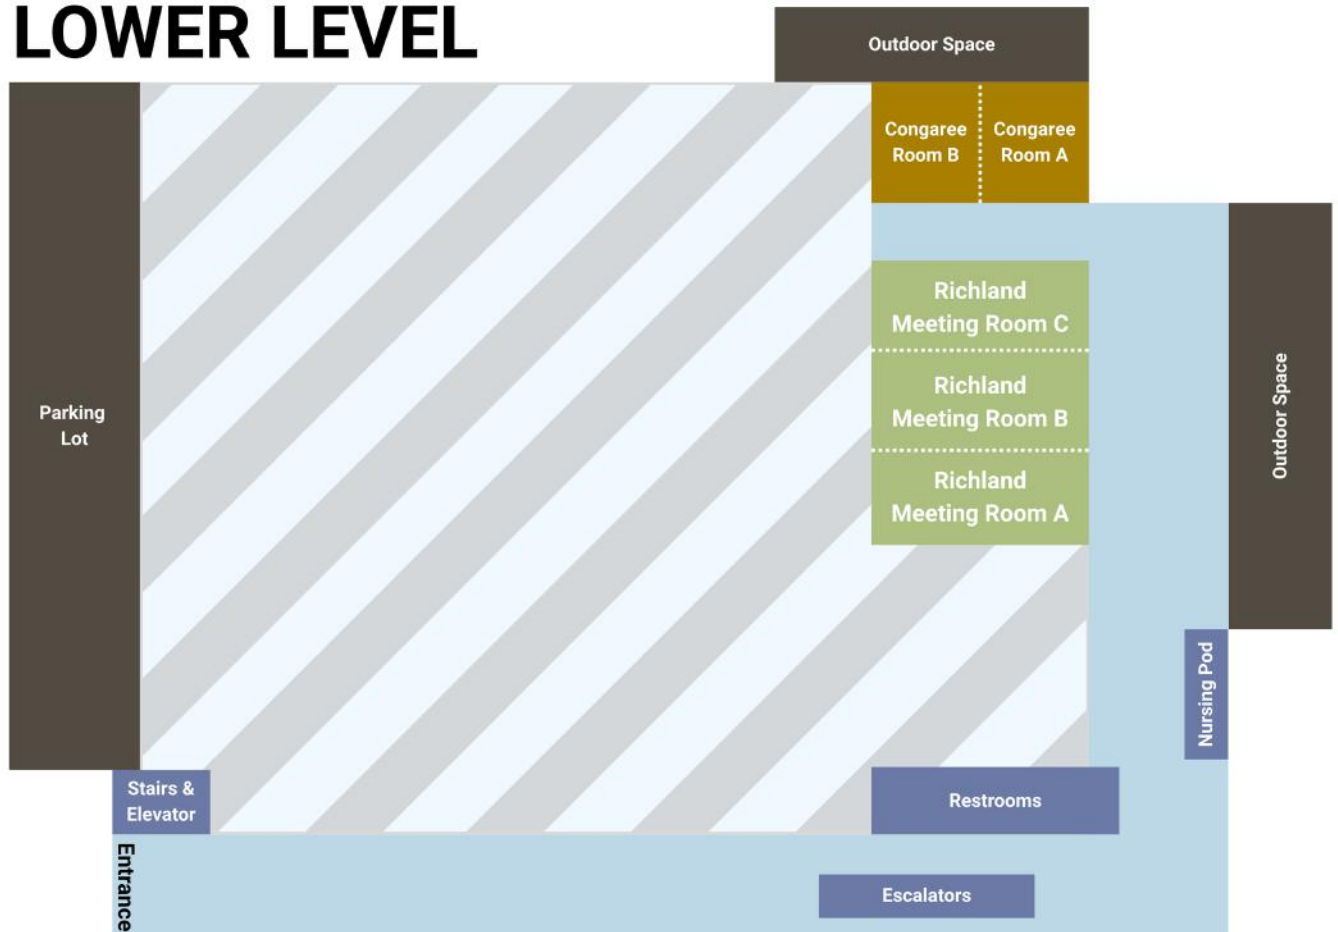 LOWER LEVEL
Outdoor Space
Congaree
Room B
Congaree
Room A
Richland
Meeting Room C
Richland
Meeting Room B
Richland
Meeting Room A
Parking
Lot
Outdoor Space
Nursing Pod
Stairs &
Elevator
Restrooms
Entrance
Escalators